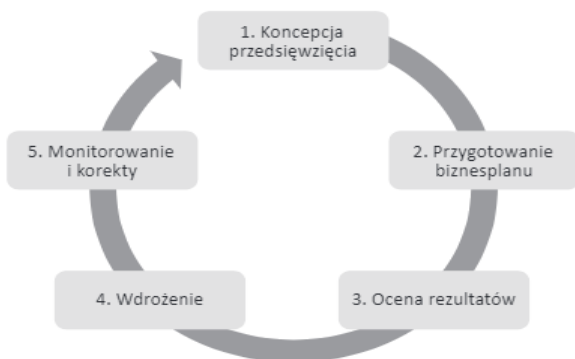 1. Koncepcja
przedsięwzięcia
2. Przygotowanie
biznesplanu
3. Ocena rezultatów
4. Wdrożenie
5. Monitorowanie
i korekty